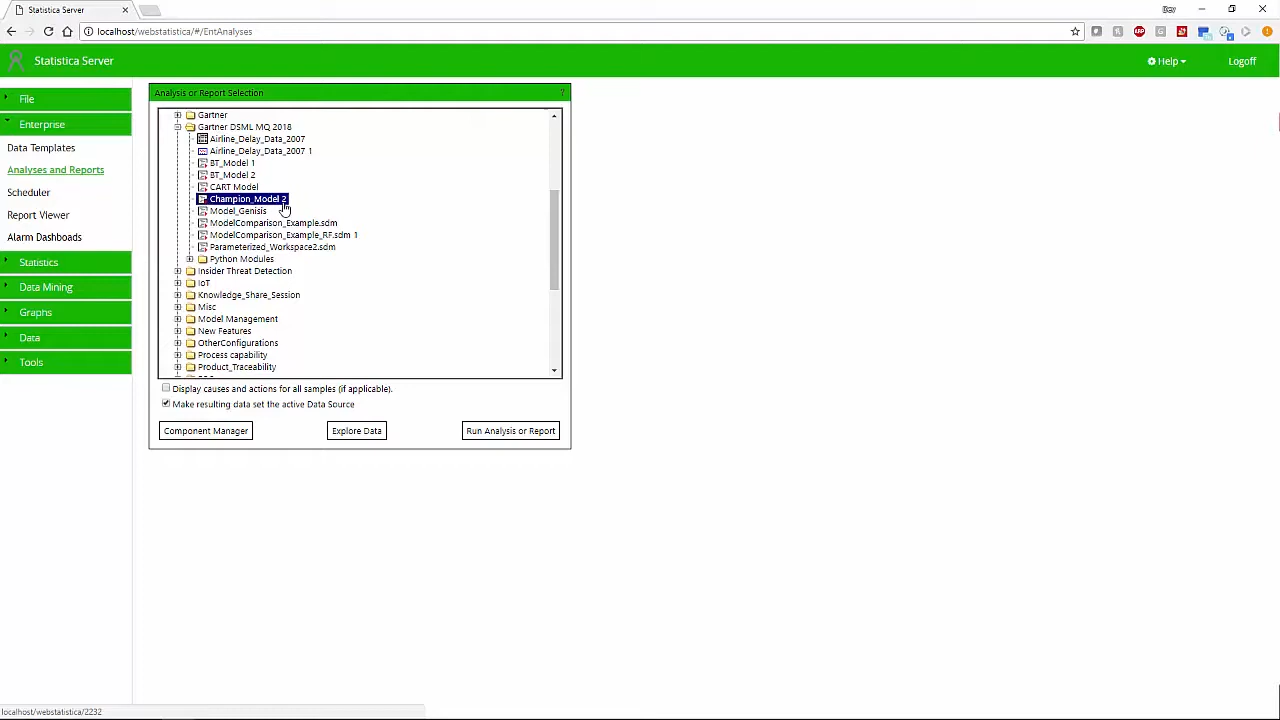 Statistica Server
localhost/webstatistica/#/EntAnalyses
Statistica Server
Help
Logoff
File
Enterprise
Data Templates
Analyses and Reports
Scheduler
Report Viewer
Alarm Dashboards
Statistics
Data Mining
Graphs
Data
Tools
Analysis or Report Selection
?
Gartner
Gartner DSML MQ 2018
Airline_Delay_Data_2007
Airline_Delay_Data_2007 1
BT_Model 1
BT_Model 2
CART Model
Champion_Model 2
Model_Genisis
ModelComparison_Example.sdm
ModelComparison_Example_RF.sdm 1
Parameterized_Workspace2.sdm
Python Modules
Insider Threat Detection
IoT
Knowledge_Share_Session
Misc
Model Management
New Features
OtherConfigurations
Process capability
Product_Traceability
Display causes and actions for all samples (if applicable).
Make resulting data set the active Data Source
Component Manager
Explore Data
Run Analysis or Report
localhost/webstatistica/2232